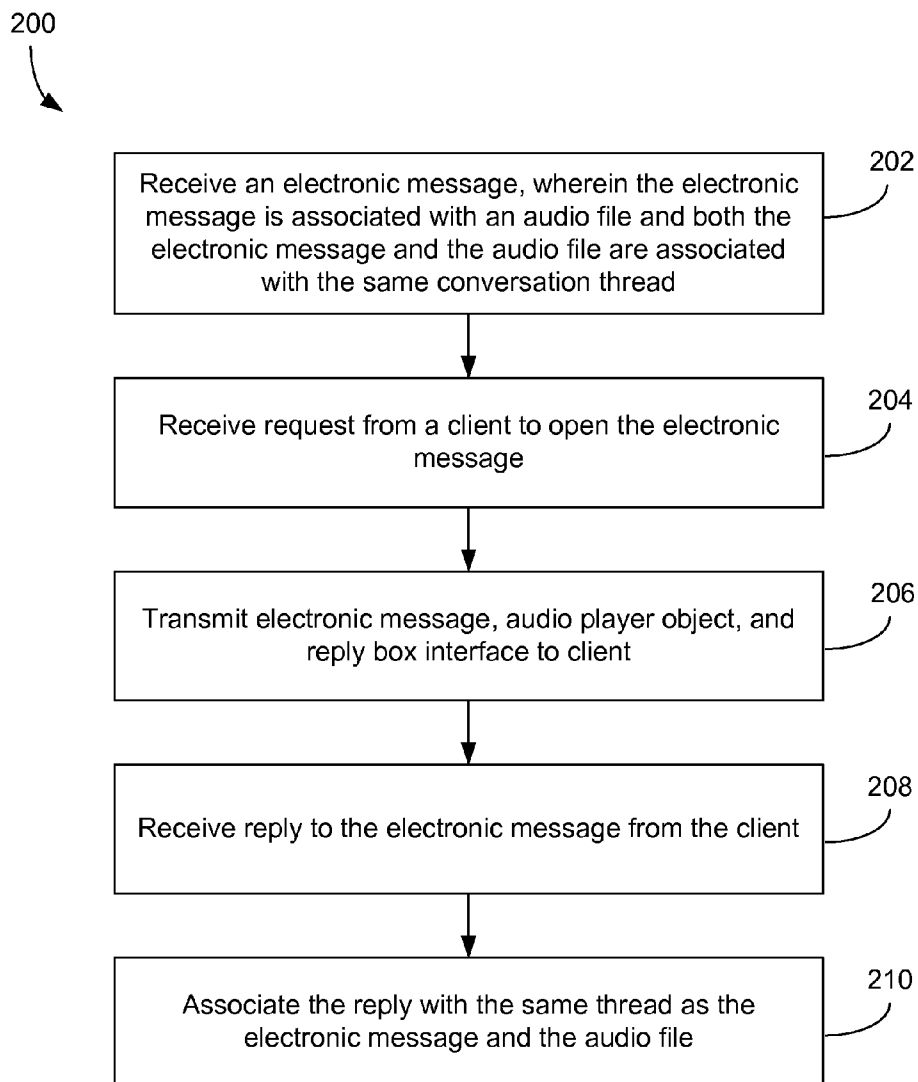 200
202
Receive an electronic message, wherein the electronic
message is associated with an audio file and both the
electronic message and the audio file are associated
with the same conversation thread
204
Receive request from a client to open the electronic
message
206
Transmit electronic message, audio player object, and
reply box interface to client
208
Receive reply to the electronic message from the client
210
Associate the reply with the same thread as the
electronic message and the audio file